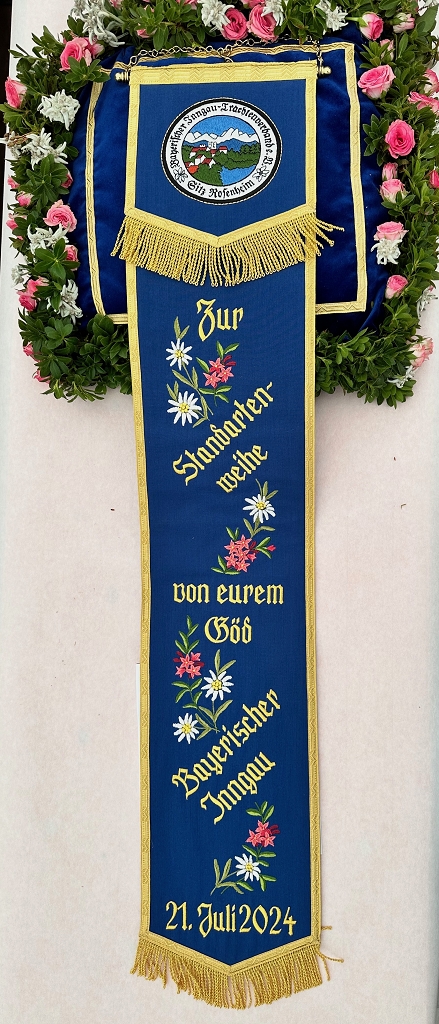 Bayerischer Inngau-Trachtenverband e.V.
Sitz Rosenheim
Zur
Standarten-
weihe
von eurem
Göd
Bayerischer
Inngau
21. Juli 2024